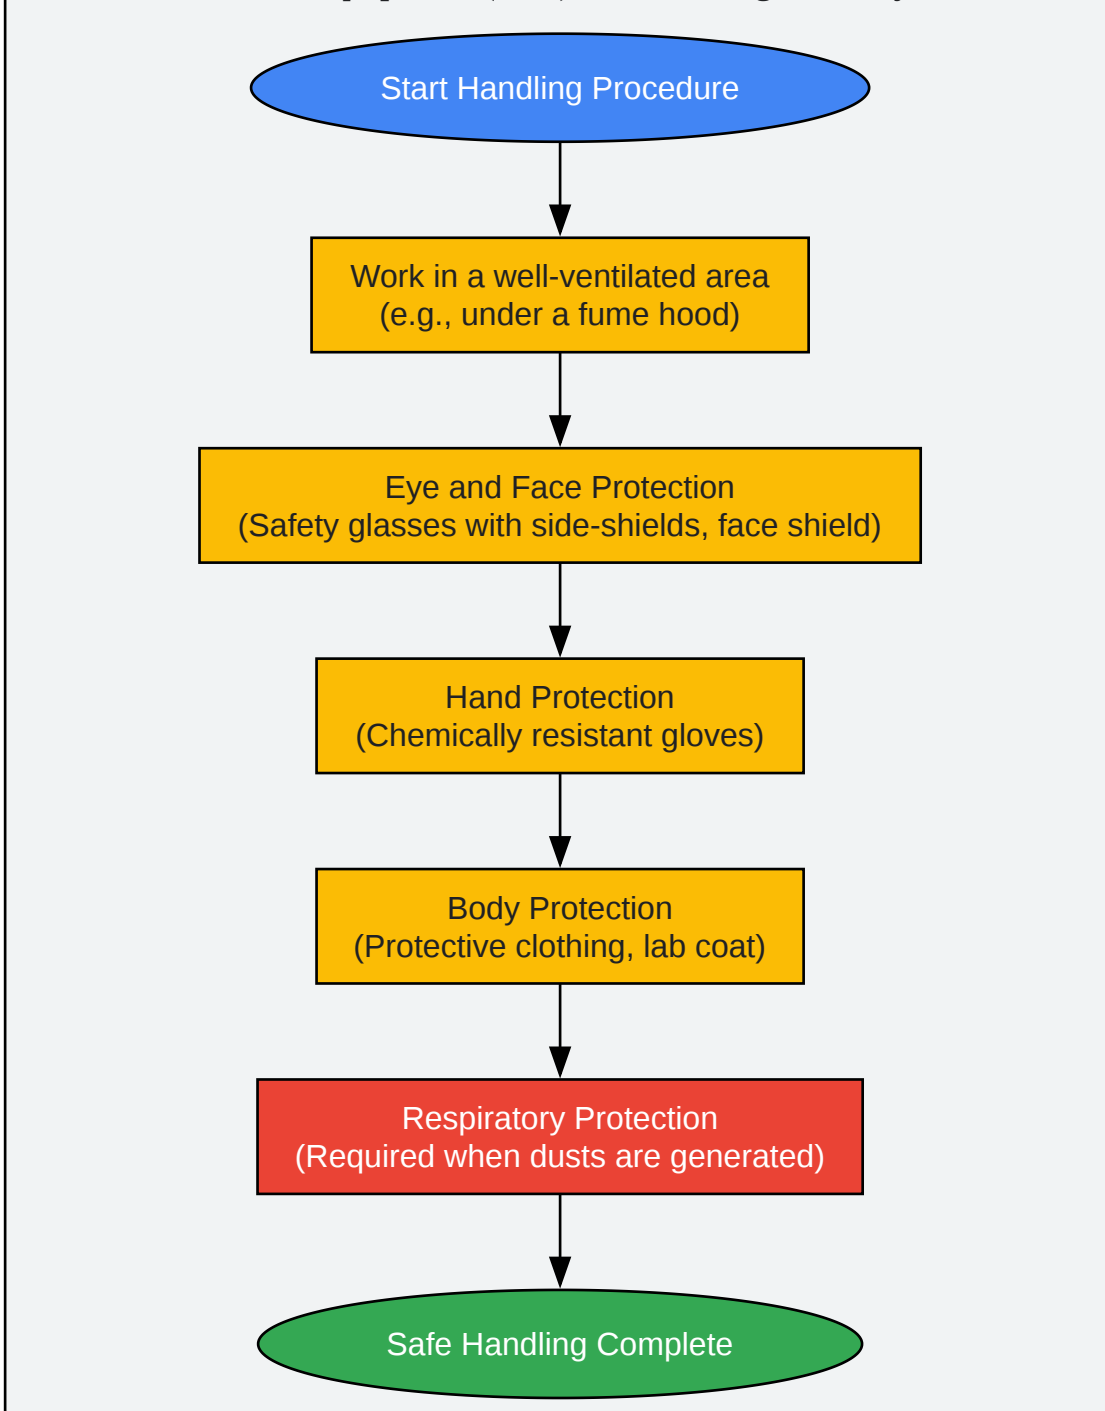 Start Handling Procedure
Work in a well-ventilated area
(e.g., under a fume hood)
Eye and Face Protection
(Safety glasses with side-shields, face shield)
Hand Protection
(Chemically resistant gloves)
Body Protection
(Protective clothing, lab coat)
Respiratory Protection
(Required when dusts are generated)
Safe Handling Complete